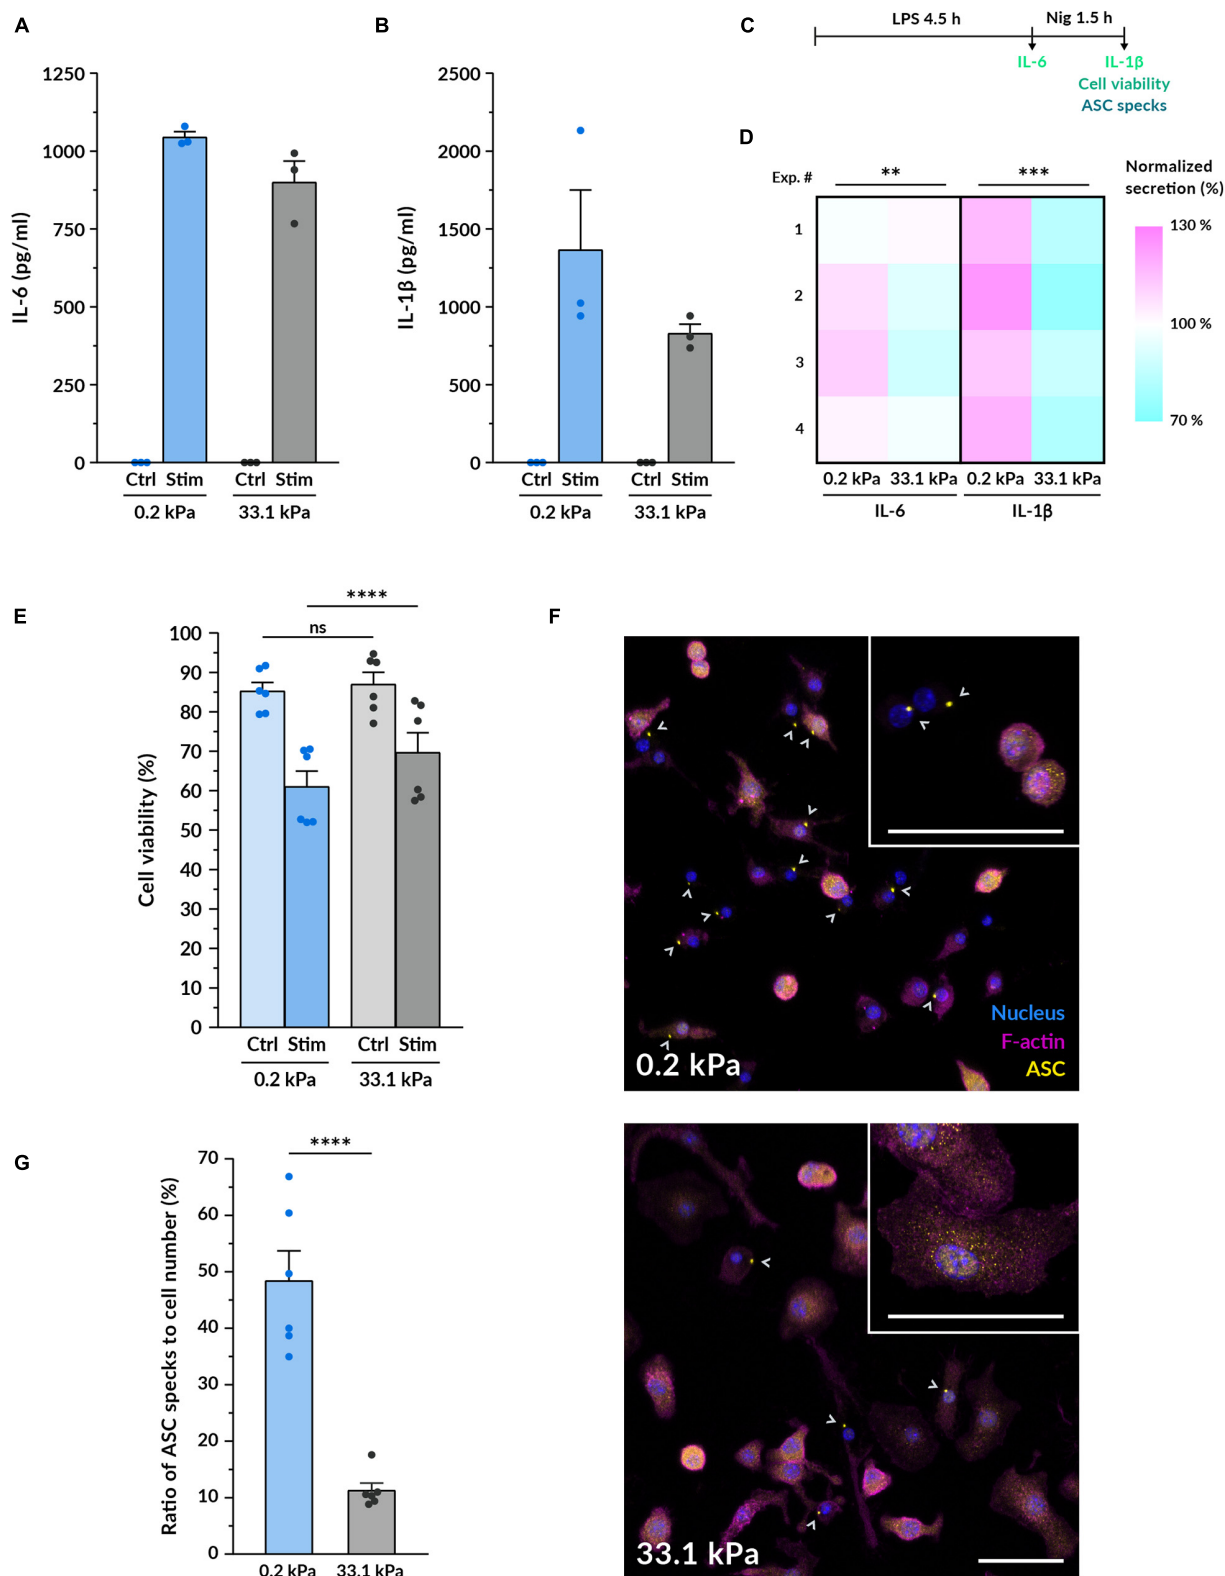 A
1250
1000
750
500
250
0
IL-6 (pg/ml)
Ctrl Stim Ctrl Stim
0.2 kPa 33.1 kPa
B
2500
2000
1500
1000
500
0
IL-1β (pg/ml)
Ctrl Stim Ctrl Stim
0.2 kPa 33.1 kPa
C
LPS 4.5 h Nig 1.5 h
IL-6 IL-1β
Cell viability
ASC specks
D
Exp. # ** ***
1
2
3
4
0.2 kPa 33.1 kPa 0.2 kPa 33.1 kPa
IL-6 IL-1β
Normalized
secretion (%)
130 %
100 %
70 %
E
****
ns
100
90
80
70
60
50
40
30
20
10
0
Cell viability (%)
Ctrl Stim Ctrl Stim
0.2 kPa 33.1 kPa
F
Nucleus
F-actin
ASC
0.2 kPa
33.1 kPa
G
****
70
60
50
40
30
20
10
0
Ratio of ASC specks to cell number (%)
0.2 kPa 33.1 kPa